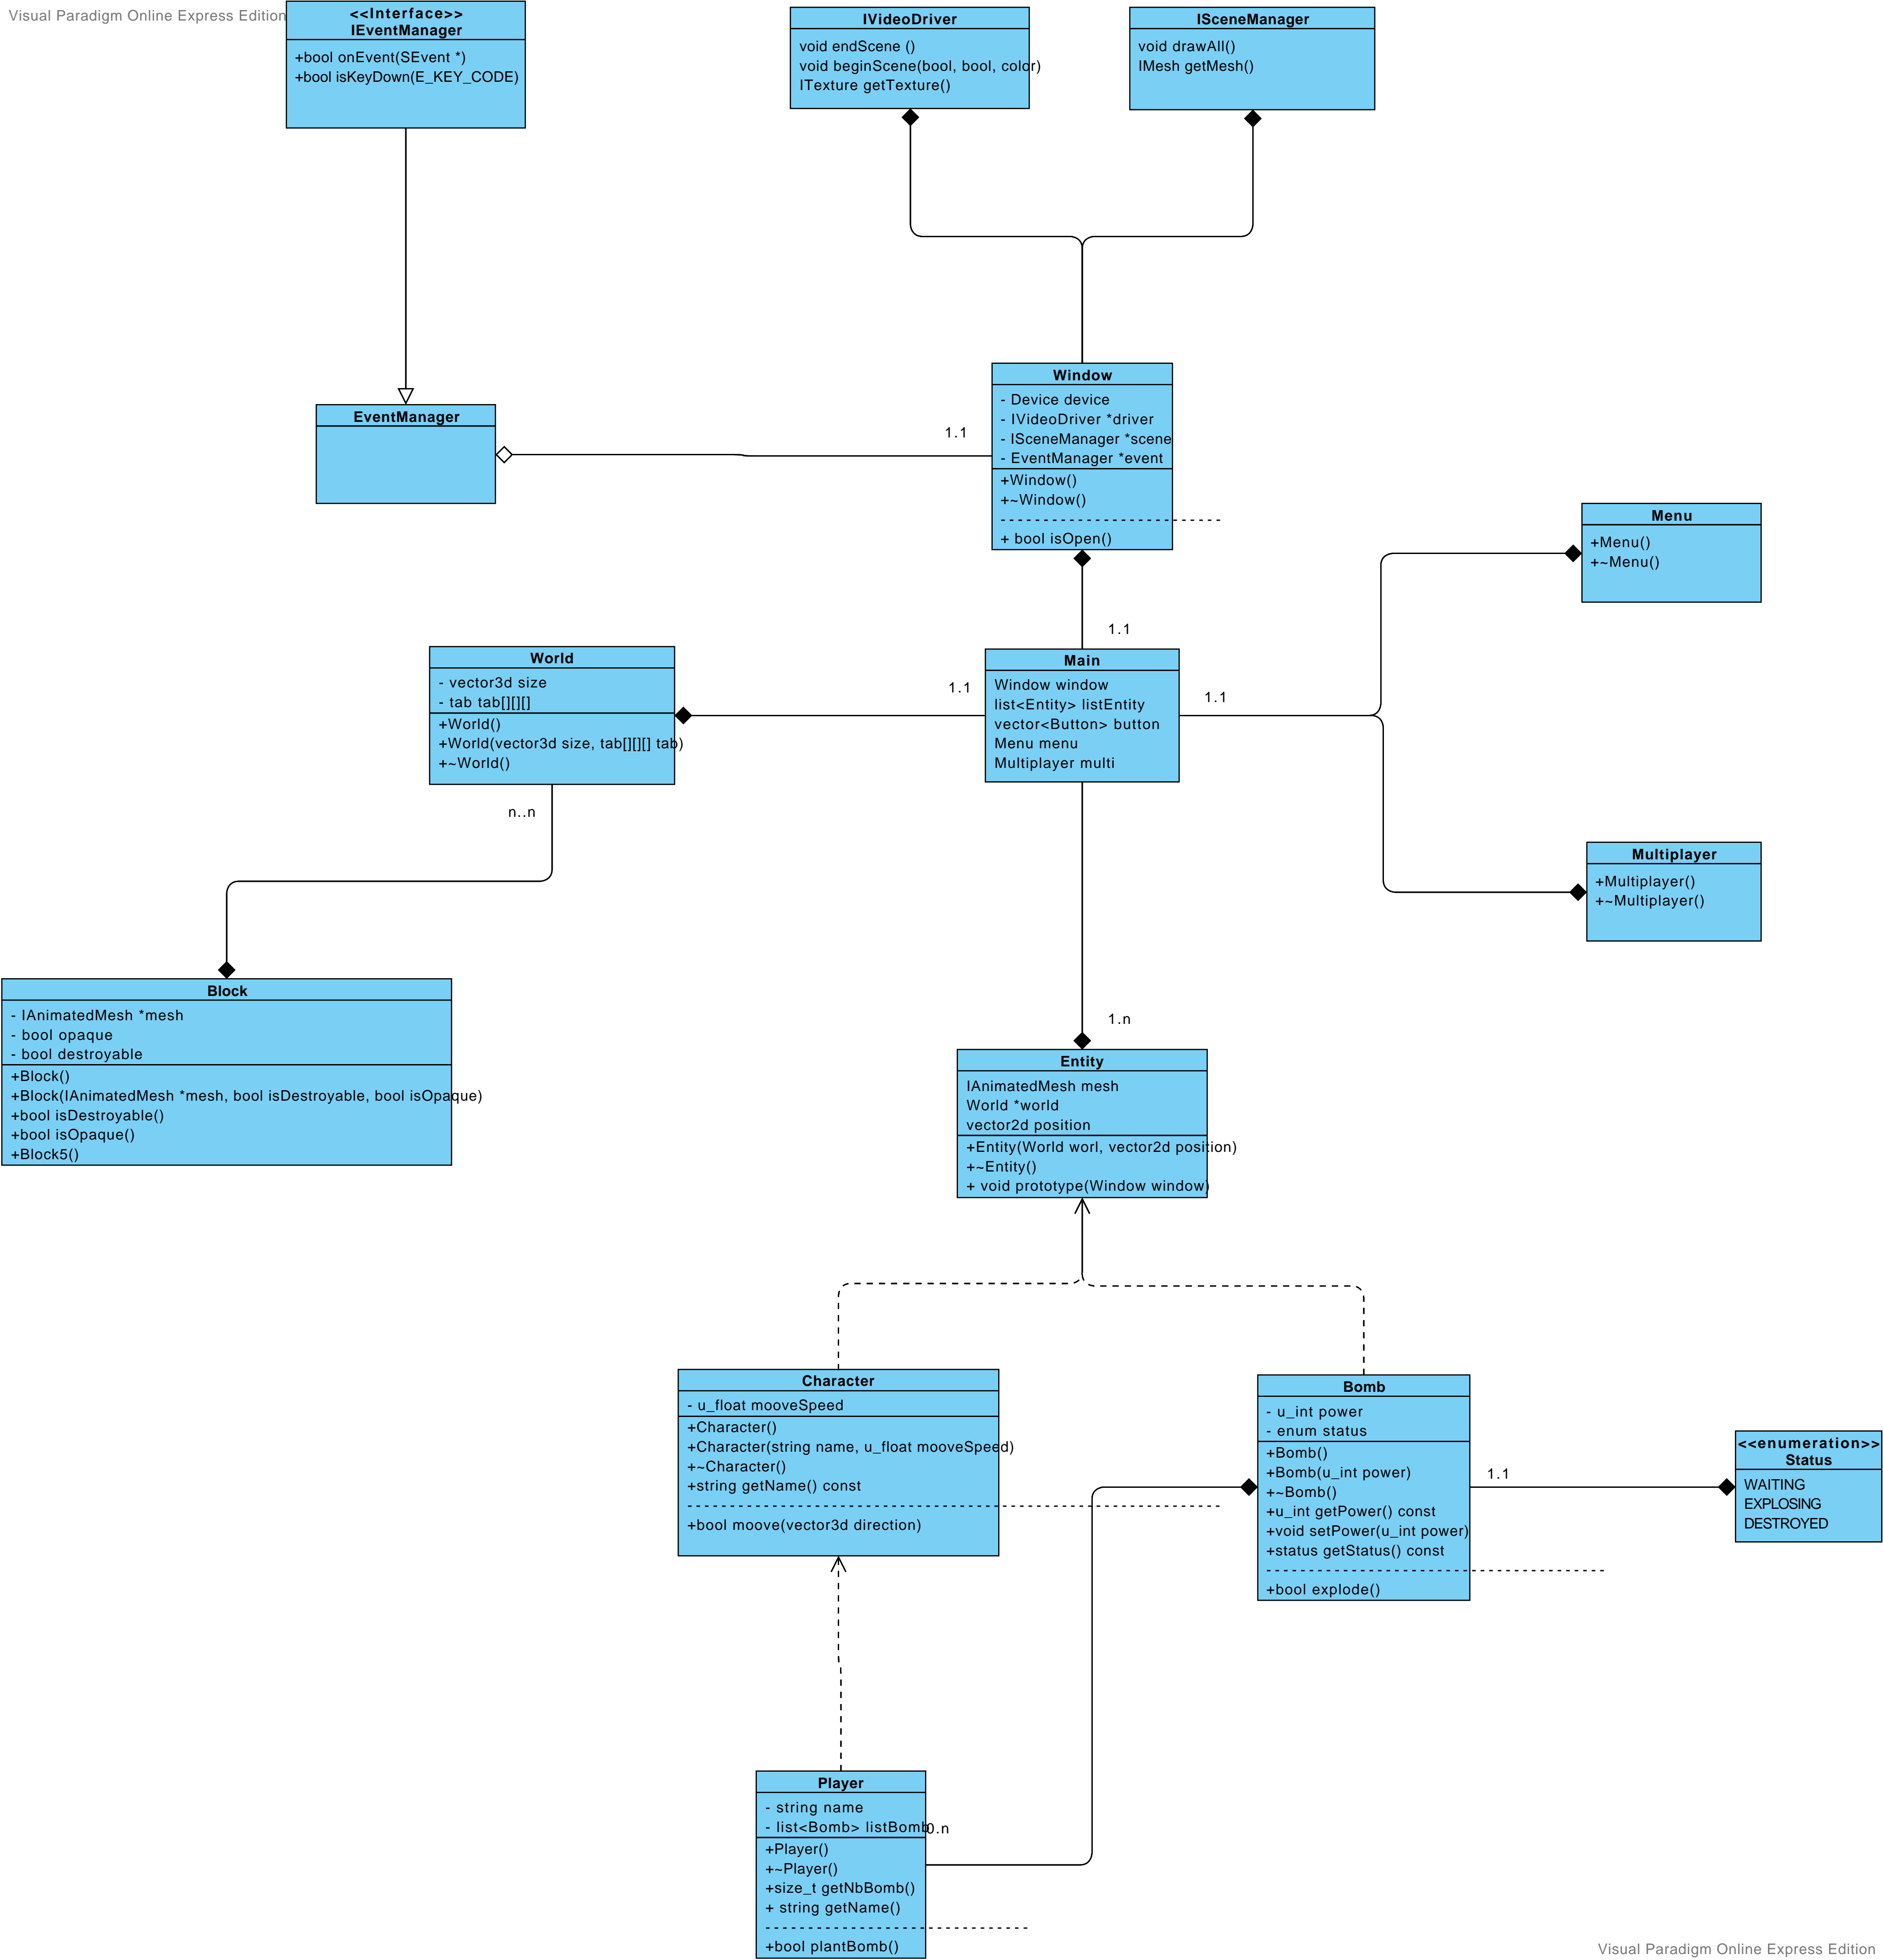 Visual Paradigm Online Express Edition
<<Interface>>
IEventManager
+bool onEvent(SEvent *)
+bool isKeyDown(E_KEY_CODE)
IVideoDriver
void endScene ()
void beginScene(bool, bool, color)
ITexture getTexture()
ISceneManager
void drawAll()
IMesh getMesh()
Window
- Device device
- IVideoDriver *driver
- ISceneManager *scene
- EventManager *event
+Window()
+~Window()
+ bool isOpen()
EventManager
1.1
Menu
+Menu()
+~Menu()
1.1
World
- vector3d size
- tab tab[][][]
+World()
+World(vector3d size, tab[][][] tab)
+~World()
1.1
Main
Window window
list<Entity> listEntity
vector<Button> button
Menu menu
Multiplayer multi
1.1
n..n
Multiplayer
+Multiplayer()
+~Multiplayer()
Block
- IAnimatedMesh *mesh
- bool opaque
- bool destroyable
+Block()
+Block(IAnimatedMesh *mesh, bool isDestroyable, bool isOpaque)
+bool isDestroyable()
+bool isOpaque()
+Block5()
1.n
Entity
IAnimatedMesh mesh
World *world
vector2d position
+Entity(World worl, vector2d position)
+~Entity()
+ void prototype(Window window)
Character
- u_float mooveSpeed
+Character()
+Character(string name, u_float mooveSpeed)
+~Character()
+string getName() const
+bool moove(vector3d direction)
Bomb
- u_int power
- enum status
+Bomb()
+Bomb(u_int power)
+~Bomb()
+u_int getPower() const
+void setPower(u_int power)
+status getStatus() const
+bool explode()
1.1
<<enumeration>>
Status
WAITING
EXPLOSING
DESTROYED
Player
- string name
- list<Bomb> listBomb
0.n
+Player()
+~Player()
+size_t getNbBomb()
+ string getName()
+bool plantBomb()
Visual Paradigm Online Express Edition